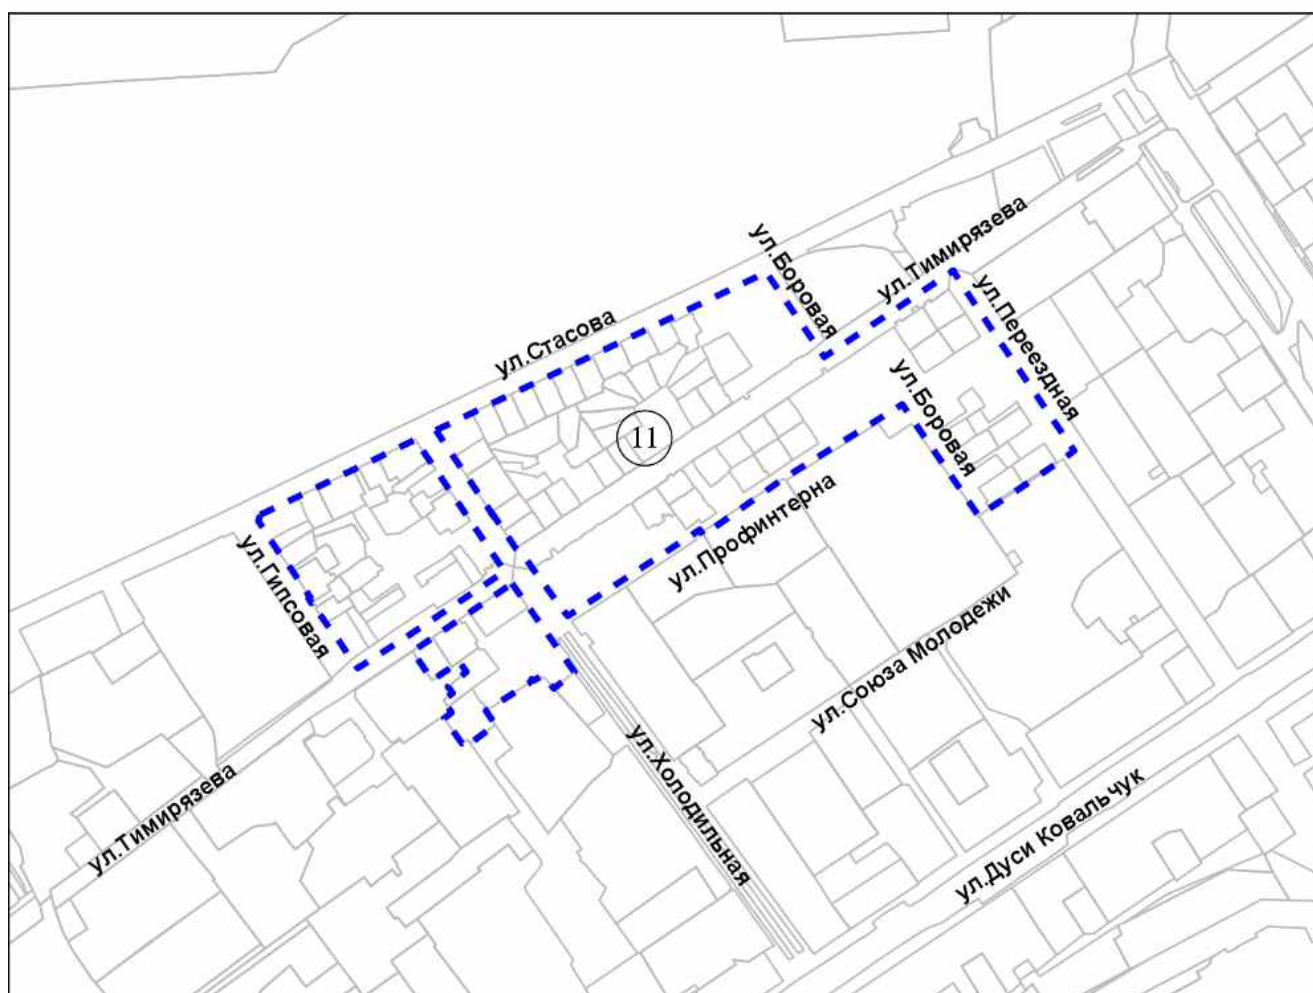 ул.Боровая
ул.Тимирязева
ул.Стасова
ул.Переездная
ул.Боровая
11
ул.Профинтерна
ул.Гипсовая
ул.Союза Молодежи
ул.Холодильная
ул.Тимирязева
ул.Дуси Ковальчук